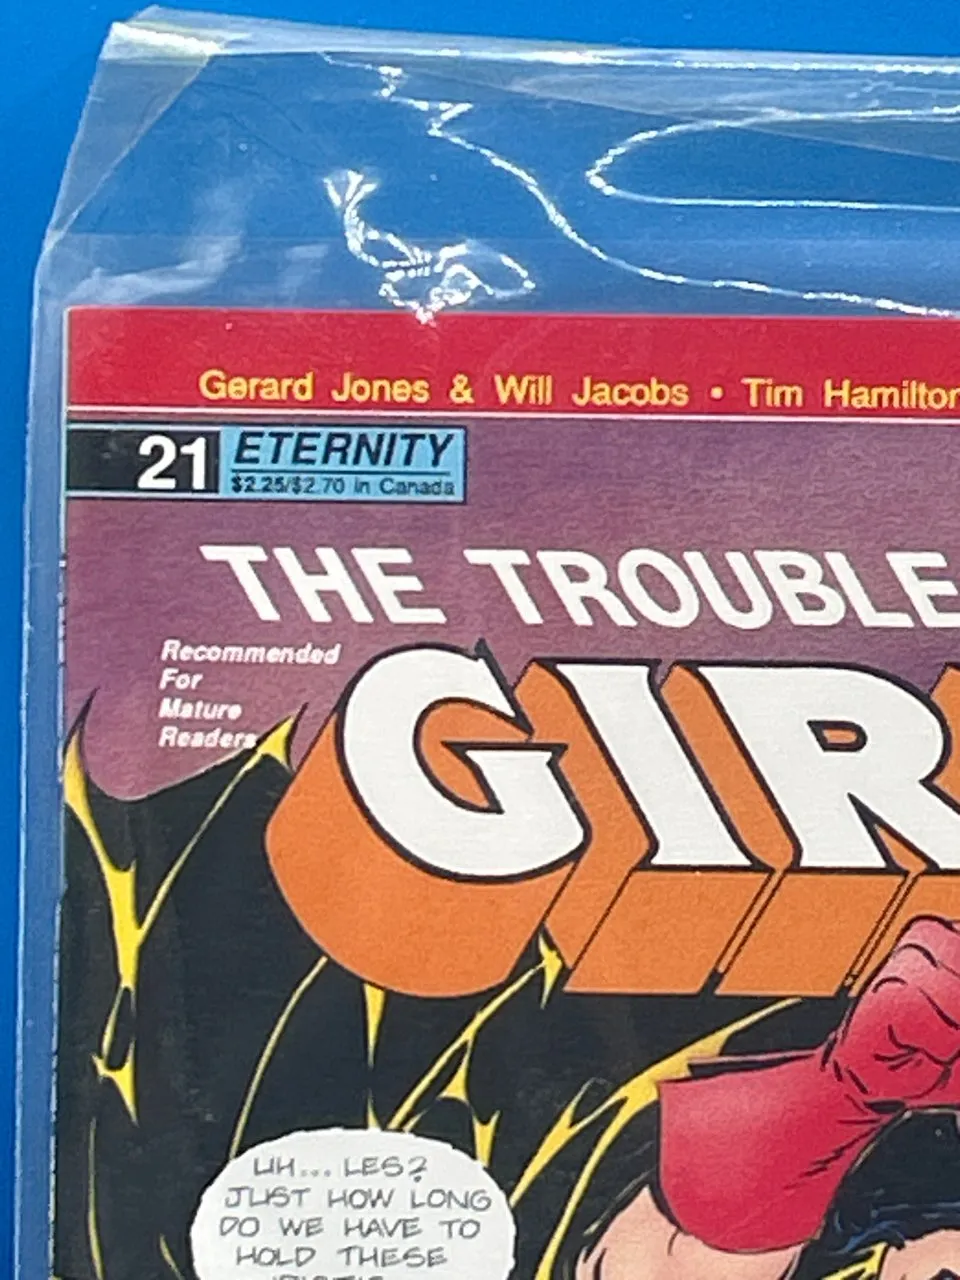 Gerard Jones & Will Jacobs • Tim Hamilton
21 ETERNITY
$2.25/$2.70 in Canada
THE TROUBLE
GIR
Recommended
For
Mature
Readers
UH... LES?
JUST HOW LONG
DO WE HAVE TO
HOLD THESE